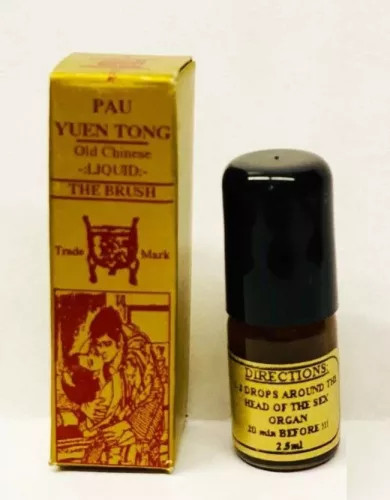 PAU
YUEN TONG
Old Chinese
-:LIQUID:-
THE BRUSH
Trade Mark
DIRECTIONS:
DROPS AROUND THE
HEAD OF THE SEX
ORGAN
20 min BEFORE !!!
2.5ml